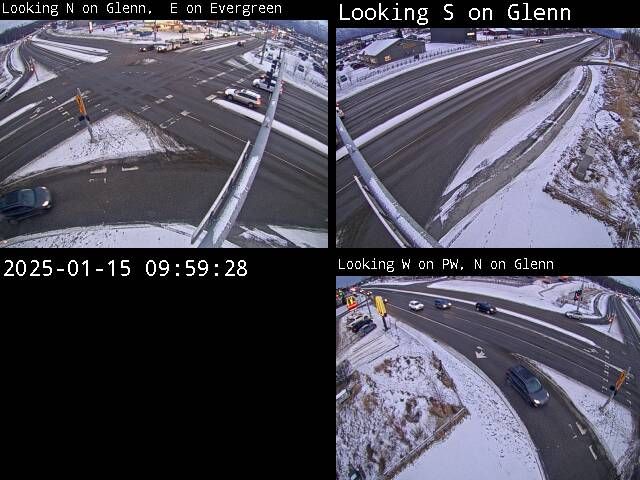 Looking N on Glenn,  E on Evergreen
Looking S on Glenn
2025-01-15 09:59:28
Looking W on PW, N on Glenn